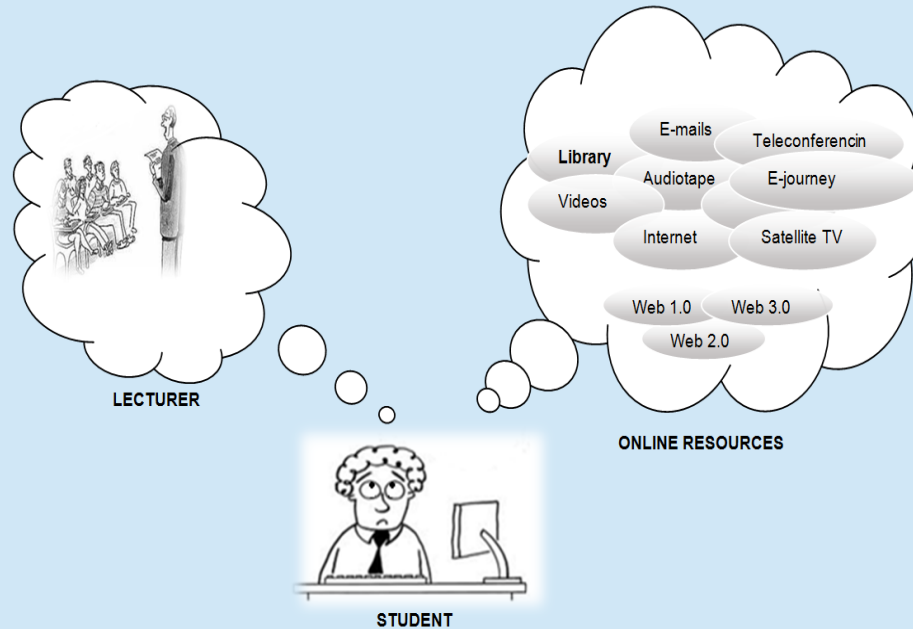 E-mails
Teleconferencin
Library
Audiotape
E-journey
Videos
Internet
Satellite TV
Web 1.0
Web 3.0
Web 2.0
LECTURER
ONLINE RESOURCES
STUDENT